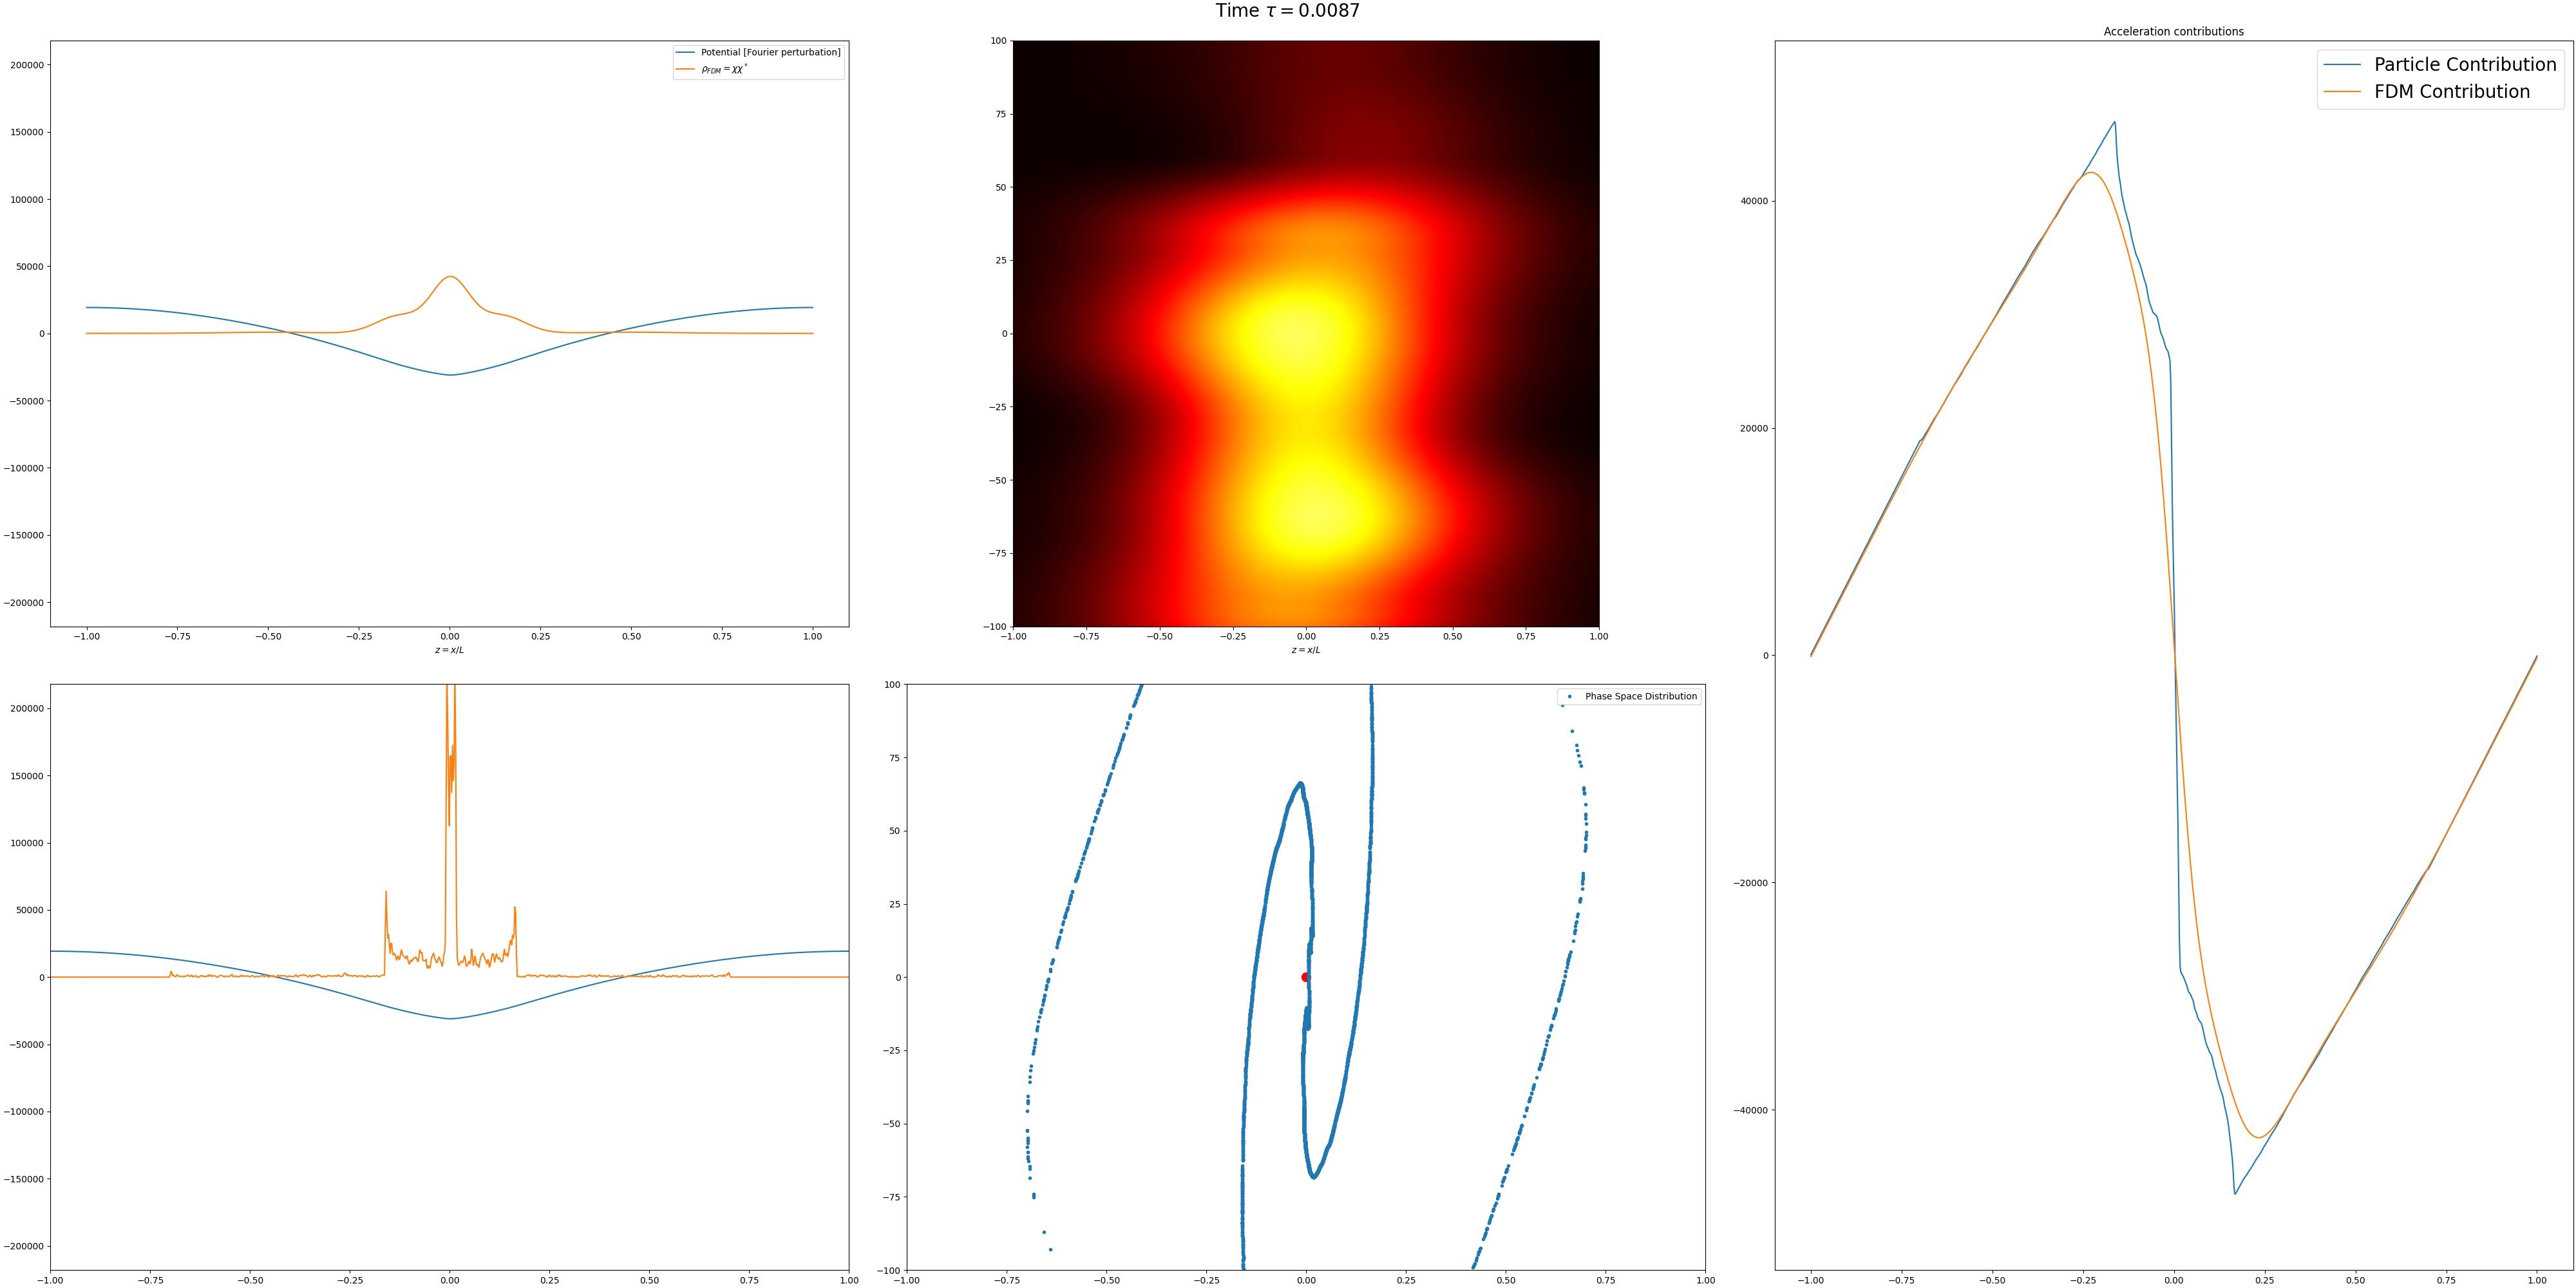 Time τ = 0.0087
Potential [Fourier perturbation]
ρFDM = χχ*
200000
150000
100000
50000
0
−50000
−100000
−150000
−200000
−1.00 −0.75 −0.50 −0.25 0.00 0.25 0.50 0.75 1.00
z = x/L
100
75
50
25
0
−25
−50
−75
−100
−1.00 −0.75 −0.50 −0.25 0.00 0.25 0.50 0.75 1.00
z = x/L
Acceleration contributions
Particle Contribution
FDM Contribution
40000
20000
0
−20000
−40000
−1.00 −0.75 −0.50 −0.25 0.00 0.25 0.50 0.75 1.00
200000
150000
100000
50000
0
−50000
−100000
−150000
−200000
−1.00 −0.75 −0.50 −0.25 0.00 0.25 0.50 0.75 1.00
Phase Space Distribution
100
75
50
25
0
−25
−50
−75
−100
−1.00 −0.75 −0.50 −0.25 0.00 0.25 0.50 0.75 1.00